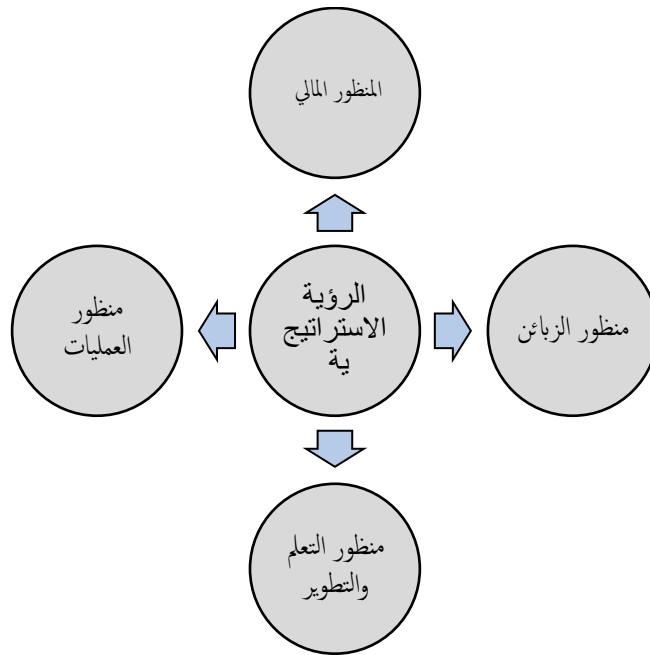 المنظور المالي
الرؤية
الاستراتيج
ية
منظور الزبائن
منظور
العمليات
منظور التعلم
والتطوير